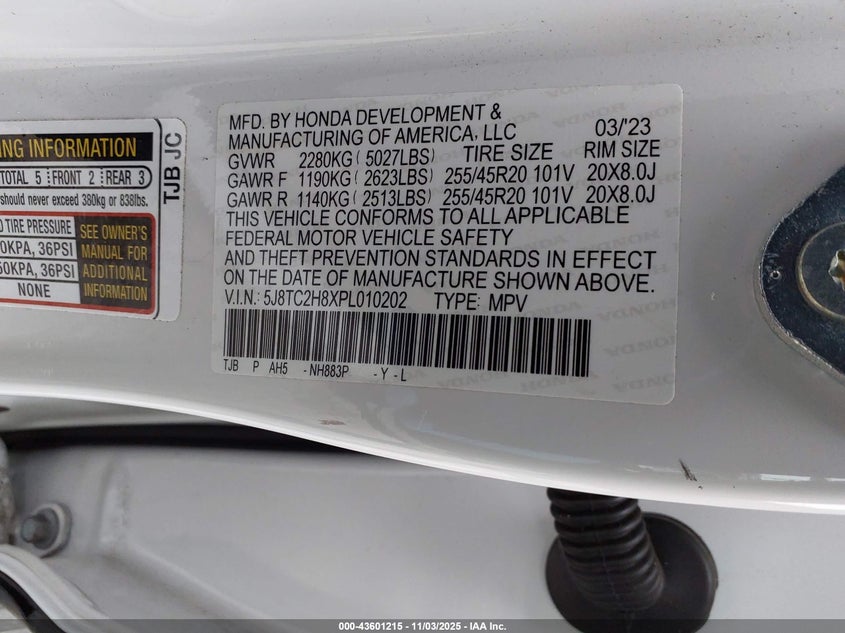 NG INFORMATION
TOTAL 5 FRONT 2 REAR 3
should never exceed 380kg or 838lbs.
TIRE PRESSURE
0KPA, 36PSI
50KPA, 36PSI
NONE
SEE OWNER'S
MANUAL FOR
ADDITIONAL
INFORMATION
TJB JC
MFD. BY HONDA DEVELOPMENT &
MANUFACTURING OF AMERICA, LLC 03/'23
GVWR 2280KG ( 5027LBS) TIRE SIZE RIM SIZE
GAWR F 1190KG ( 2623LBS) 255/45R20 101V 20X8.0J
GAWR R 1140KG ( 2513LBS) 255/45R20 101V 20X8.0J
THIS VEHICLE CONFORMS TO ALL APPLICABLE
FEDERAL MOTOR VEHICLE SAFETY
AND THEFT PREVENTION STANDARDS IN EFFECT
ON THE DATE OF MANUFACTURE SHOWN ABOVE.
V.I.N.: 5J8TC2H8XPL010202 TYPE: MPV
TJB P AH5 -NH883P -Y - L
000-43601215 - 11/03/2025 - IAA Inc.